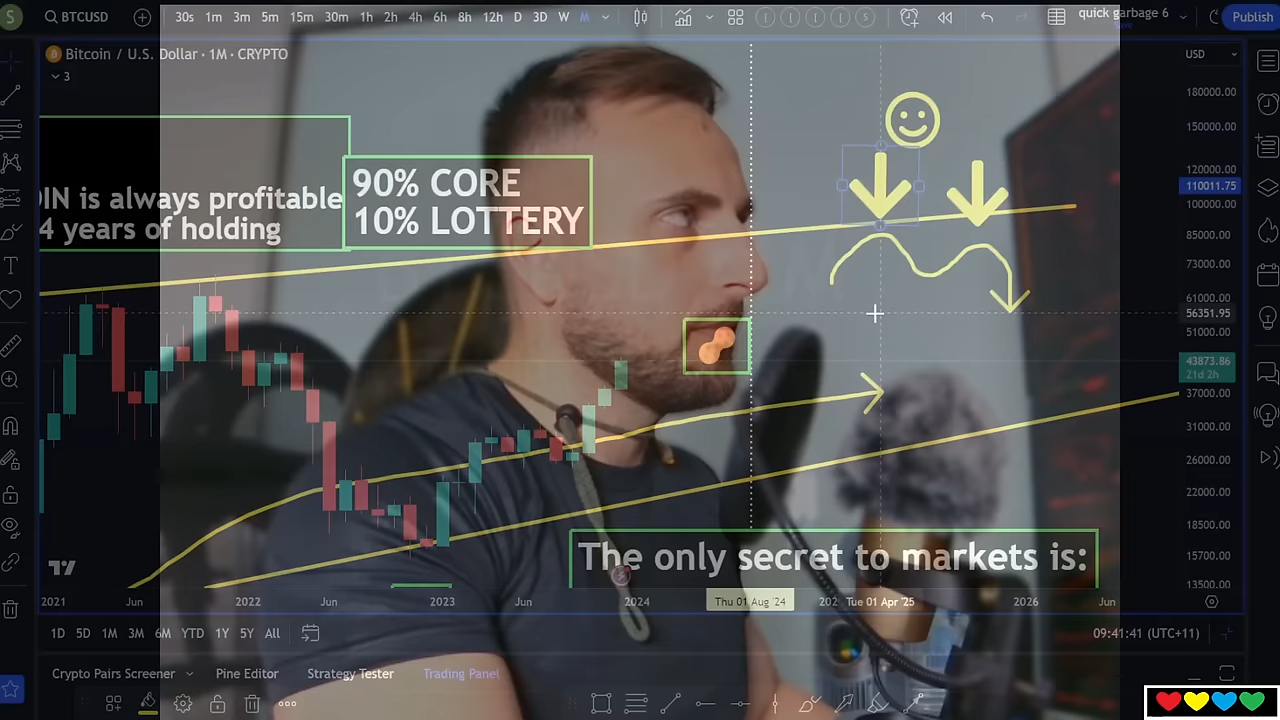 S
BTCUSD
30s 1m 3m 5m 15m 30m 1h 2h 4h 6h 8h 12h D 3D W M
quick garbage 6
Save
Publish
Bitcoin / U.S. Dollar · 1M · CRYPTO
USD
3
180000.00
150000.00
120000.00
110011.75
100000.00
85000.00
73000.00
61000.00
56351.95
51000.00
43873.86
21d 2h
37000.00
31000.00
26000.00
22000.00
18500.00
15700.00
13500.00
OIN is always profitable
4 years of holding
90% CORE
10% LOTTERY
The only secret to markets is:
2021 Jun 2022 Jun 2023 Jun 2024 Thu 01 Aug '24 202 Tue 01 Apr '25 2026 Jun
1D 5D 1M 3M 6M YTD 1Y 5Y All
09:41:41 (UTC+11)
Crypto Pairs Screener Pine Editor Strategy Tester Trading Panel